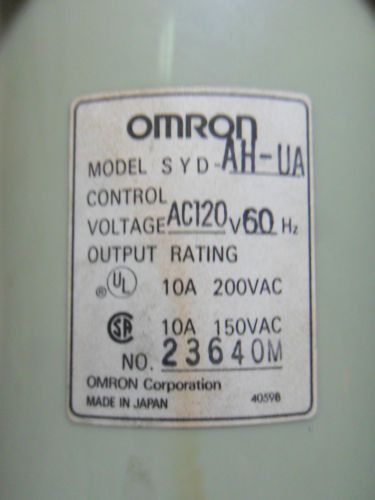 OMRON
MODEL SYD-AH-UA
CONTROL
VOLTAGE AC120 V 60 Hz
OUTPUT RATING
® UL 10A 200VAC
SA 10A 150VAC
NO. 23640M
OMRON Corporation
MADE IN JAPAN 4059B